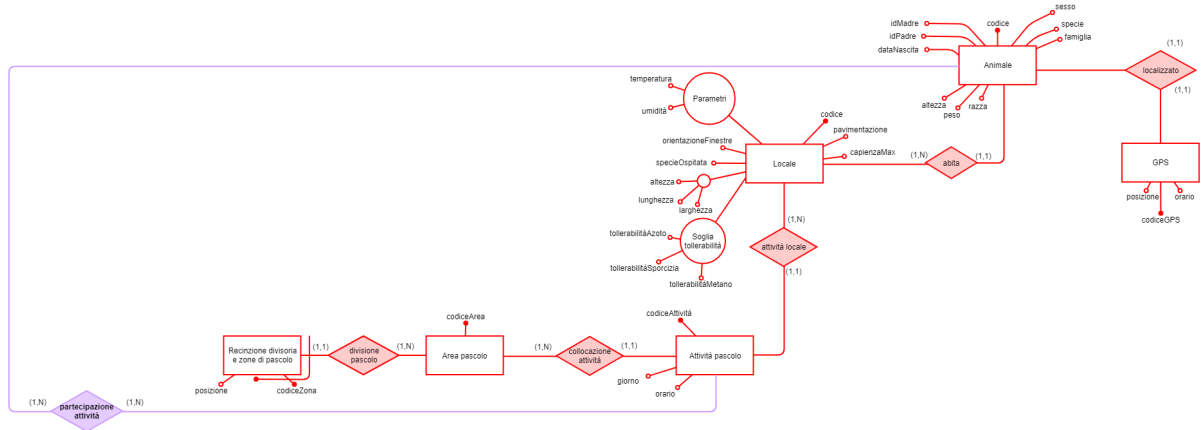 sesso
idMadre
codice
specie
idPadre
famiglia
(1,1)
dataNascita
Animale
localizzato
temperatura
(1,1)
Parametri
altezza
razza
umidità
peso
codice
pavimentazione
orientazioneFinestre
(1,N)
(1,1)
capienzaMax
specieOspitata
Locale
abita
GPS
altezza
posizione
orario
lunghezza
larghezza
codiceGPS
(1,N)
tollerabilitàAzoto
Soglia
tollerabilità
attività locale
tollerabilitàSporcizia
(1,1)
tollerabilitàMetano
codiceArea
codiceAttività
(1,1)
(1,N)
(1,N)
(1,1)
Recinzione divisoria
e zone di pascolo
divisione
pascolo
Area pascolo
collocazione
attività
Attività pascolo
giorno
posizione
codiceZona
orario
(1,N)
partecipazione
attività
(1,N)